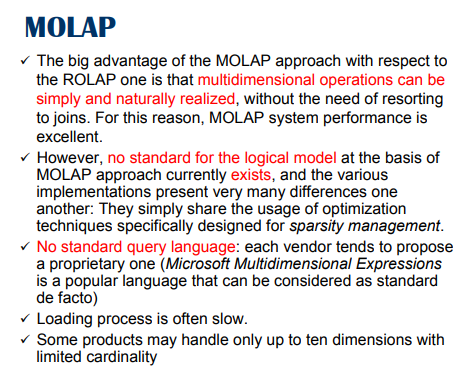 MOLAP
✓ The big advantage of the MOLAP approach with respect to
the ROLAP one is that multidimensional operations can be
simply and naturally realized, without the need of resorting
to joins. For this reason, MOLAP system performance is
excellent.
✓ However, no standard for the logical model at the basis of
MOLAP approach currently exists, and the various
implementations present very many differences one
another: They simply share the usage of optimization
techniques specifically designed for sparsity management.
✓ No standard query language: each vendor tends to propose
a proprietary one (Microsoft Multidimensional Expressions
is a popular language that can be considered as standard
de facto)
✓ Loading process is often slow.
✓ Some products may handle only up to ten dimensions with
limited cardinality